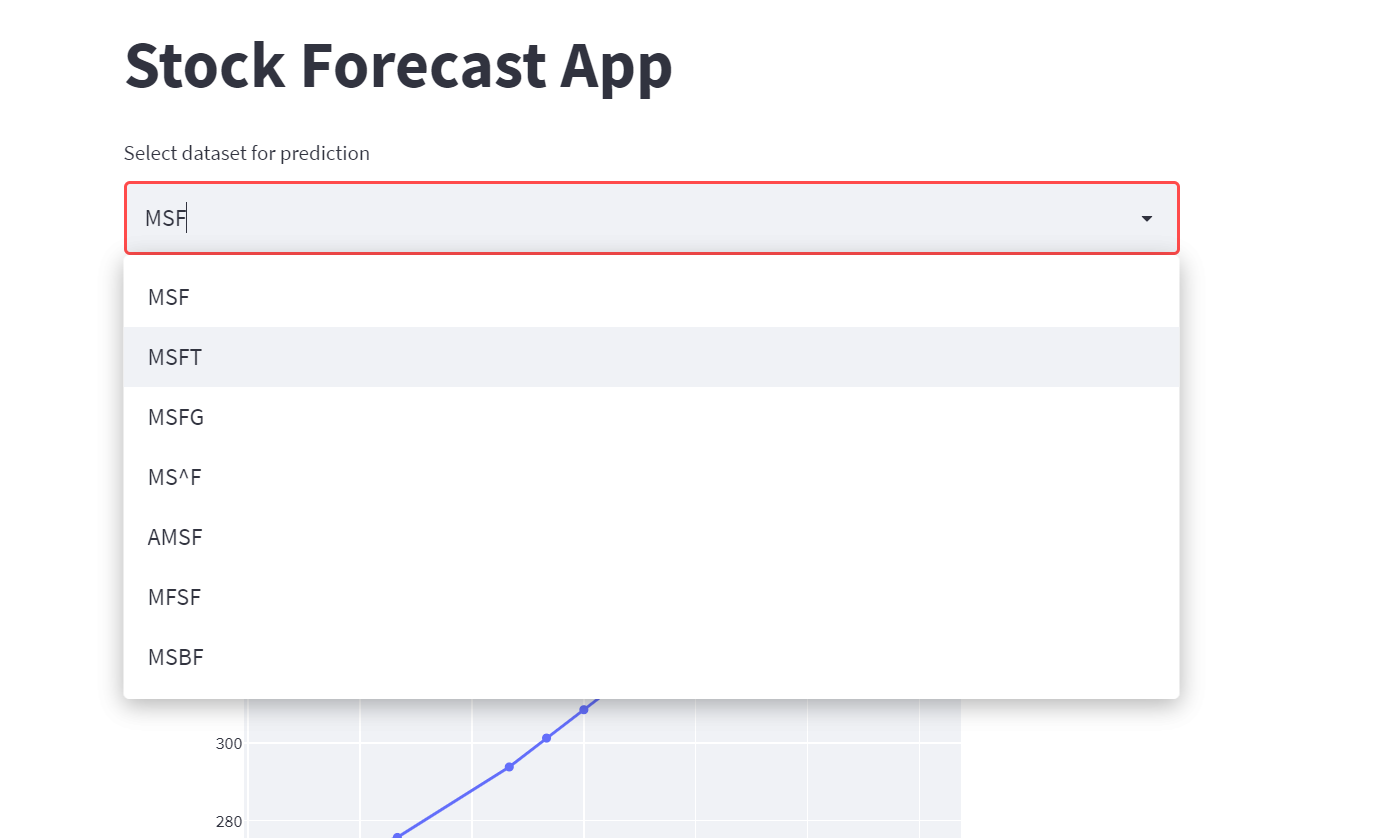 Stock Forecast App
Select dataset for prediction
MSF
MSF
MSFT
MSFG
MS^F
AMSF
MFSF
MSBF
300
280